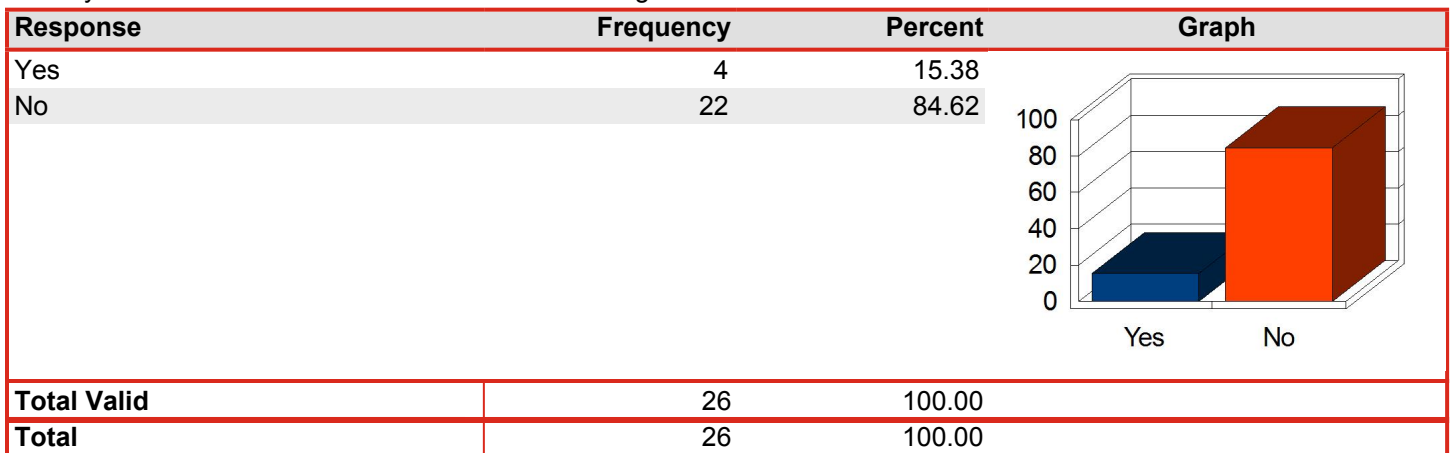 Response Frequency Percent Graph
Yes 4 15.38
No 22 84.62
100
80
60
40
20
0
Yes No
Total Valid 26 100.00
Total 26 100.00